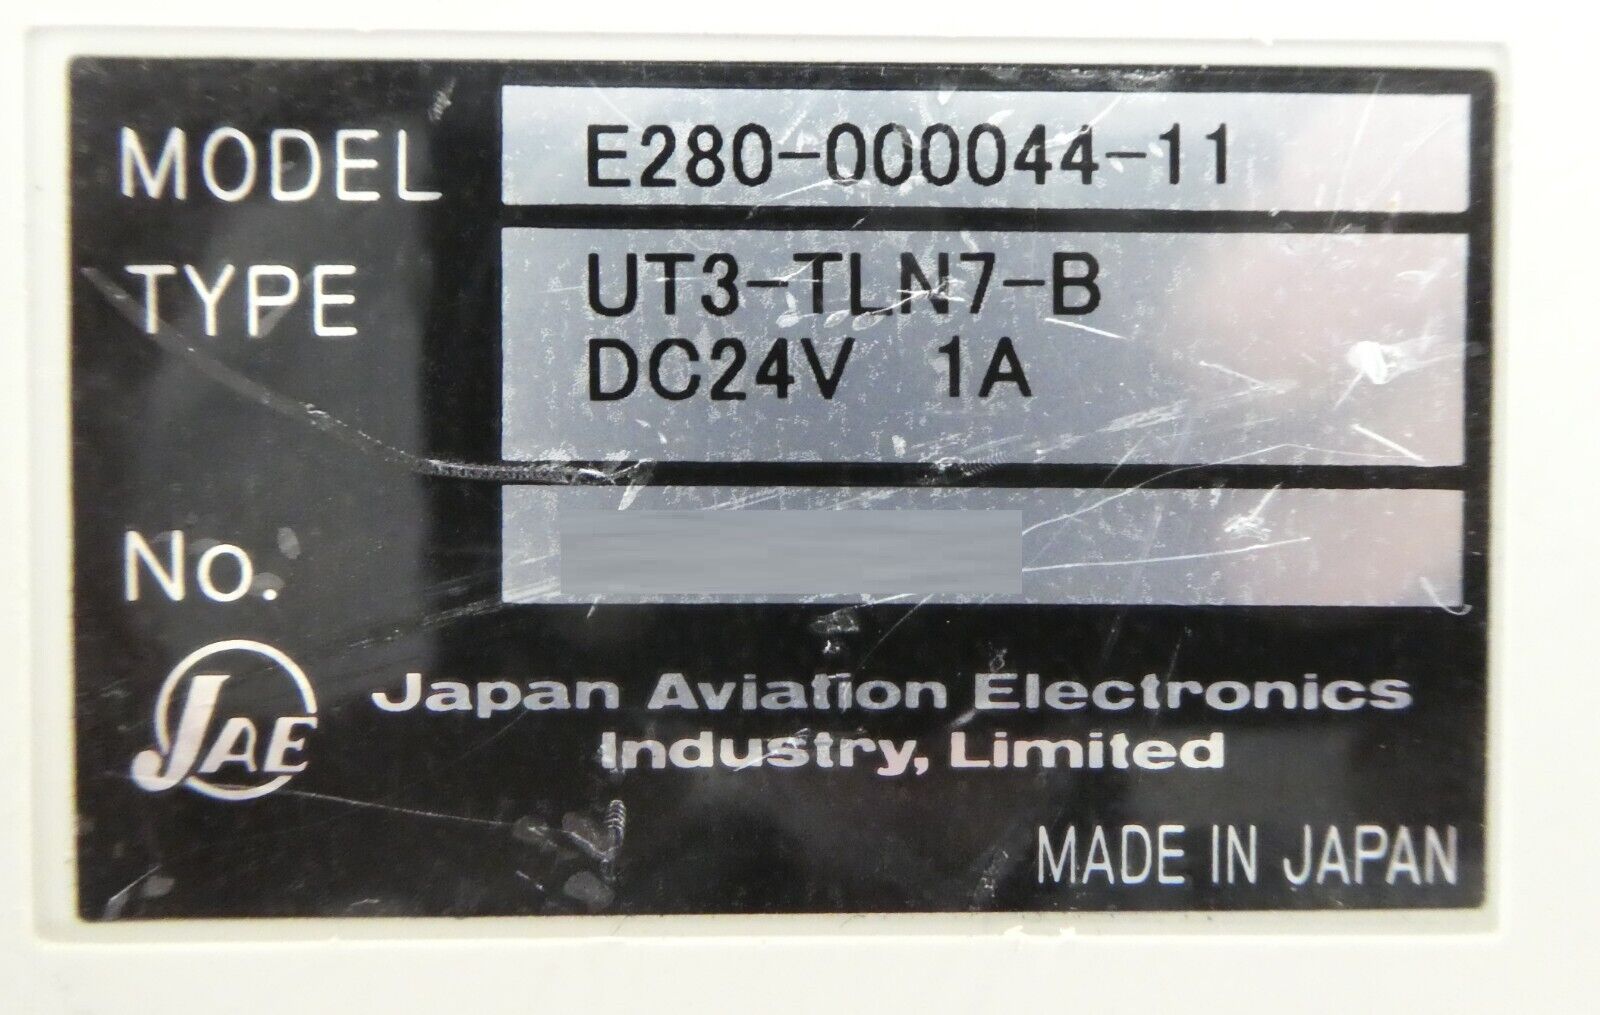 MODEL E280-000044-11
TYPE UT3-TLN7-B
DC24V 1A
No.
JAE Japan Aviation Electronics
Industry, Limited
MADE IN JAPAN